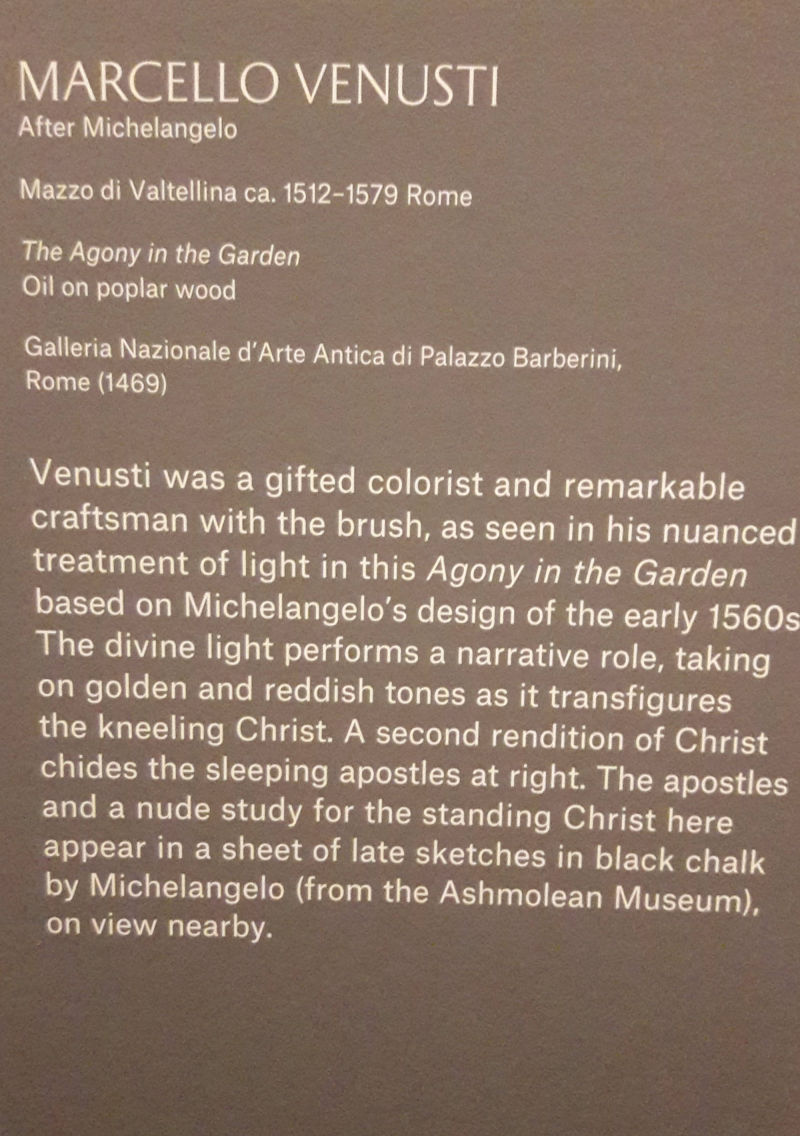 MARCELLO VENUSTI
After Michelangelo
Mazzo di Valtellina ca. 1512–1579 Rome
The Agony in the Garden
Oil on poplar wood
Galleria Nazionale d'Arte Antica di Palazzo Barberini,
Rome (1469)
Venusti was a gifted colorist and remarkable
craftsman with the brush, as seen in his nuanced
treatment of light in this Agony in the Garden
based on Michelangelo's design of the early 1560s
The divine light performs a narrative role, taking
on golden and reddish tones as it transfigures
the kneeling Christ. A second rendition of Christ
chides the sleeping apostles at right. The apostles
and a nude study for the standing Christ here
appear in a sheet of late sketches in black chalk
by Michelangelo (from the Ashmolean Museum),
on view nearby.